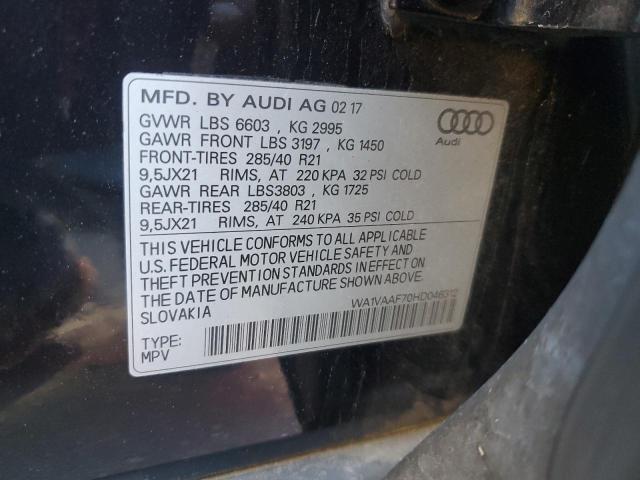 MFD. BY AUDI AG 02 17
GVWR LBS 6603 , KG 2995
GAWR FRONT LBS 3197 , KG 1450
FRONT-TIRES 285/40 R21
9,5JX21 RIMS, AT 220 KPA 32 PSI COLD
GAWR REAR LBS3803 , KG 1725
REAR-TIRES 285/40 R21
9,5JX21 RIMS, AT 240 KPA 35 PSI COLD
THIS VEHICLE CONFORMS TO ALL APPLICABLE
U.S. FEDERAL MOTOR VEHICLE SAFETY AND
THEFT PREVENTION STANDARDS IN EFFECT ON
THE DATE OF MANUFACTURE SHOWN ABOVE.
SLOVAKIA
WA1VAAF70HD046312
TYPE:
MPV
Audi